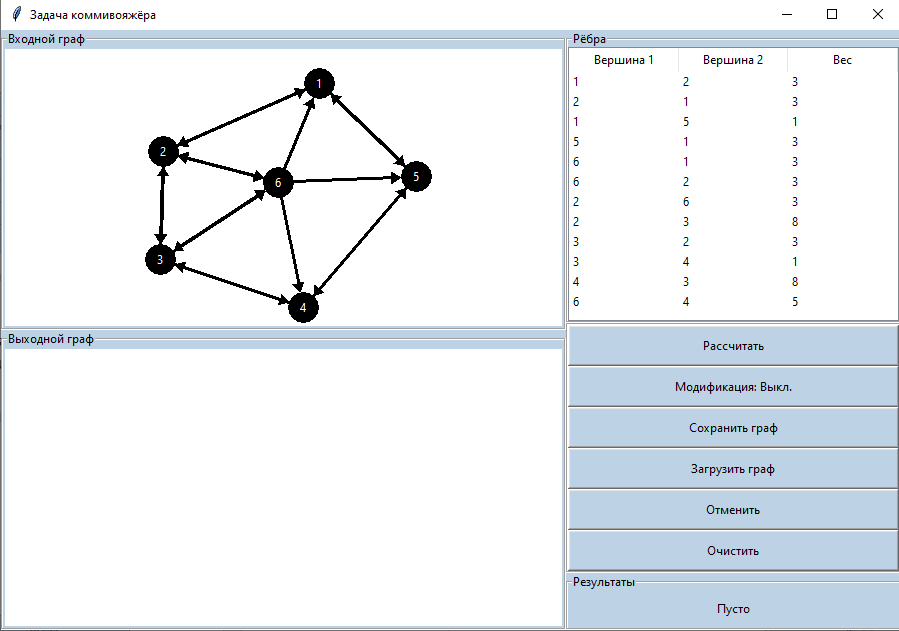 Задача коммивояжёра
Входной граф
1
2
6
5
3
4
Выходной граф
Рёбра
Вершина 1 Вершина 2 Вес
1 2 3
2 1 3
1 5 1
5 1 3
6 1 3
6 2 3
2 6 3
2 3 8
3 2 3
3 4 1
4 3 8
6 4 5
Рассчитать
Модификация: Выкл.
Сохранить граф
Загрузить граф
Отменить
Очистить
Результаты
Пусто